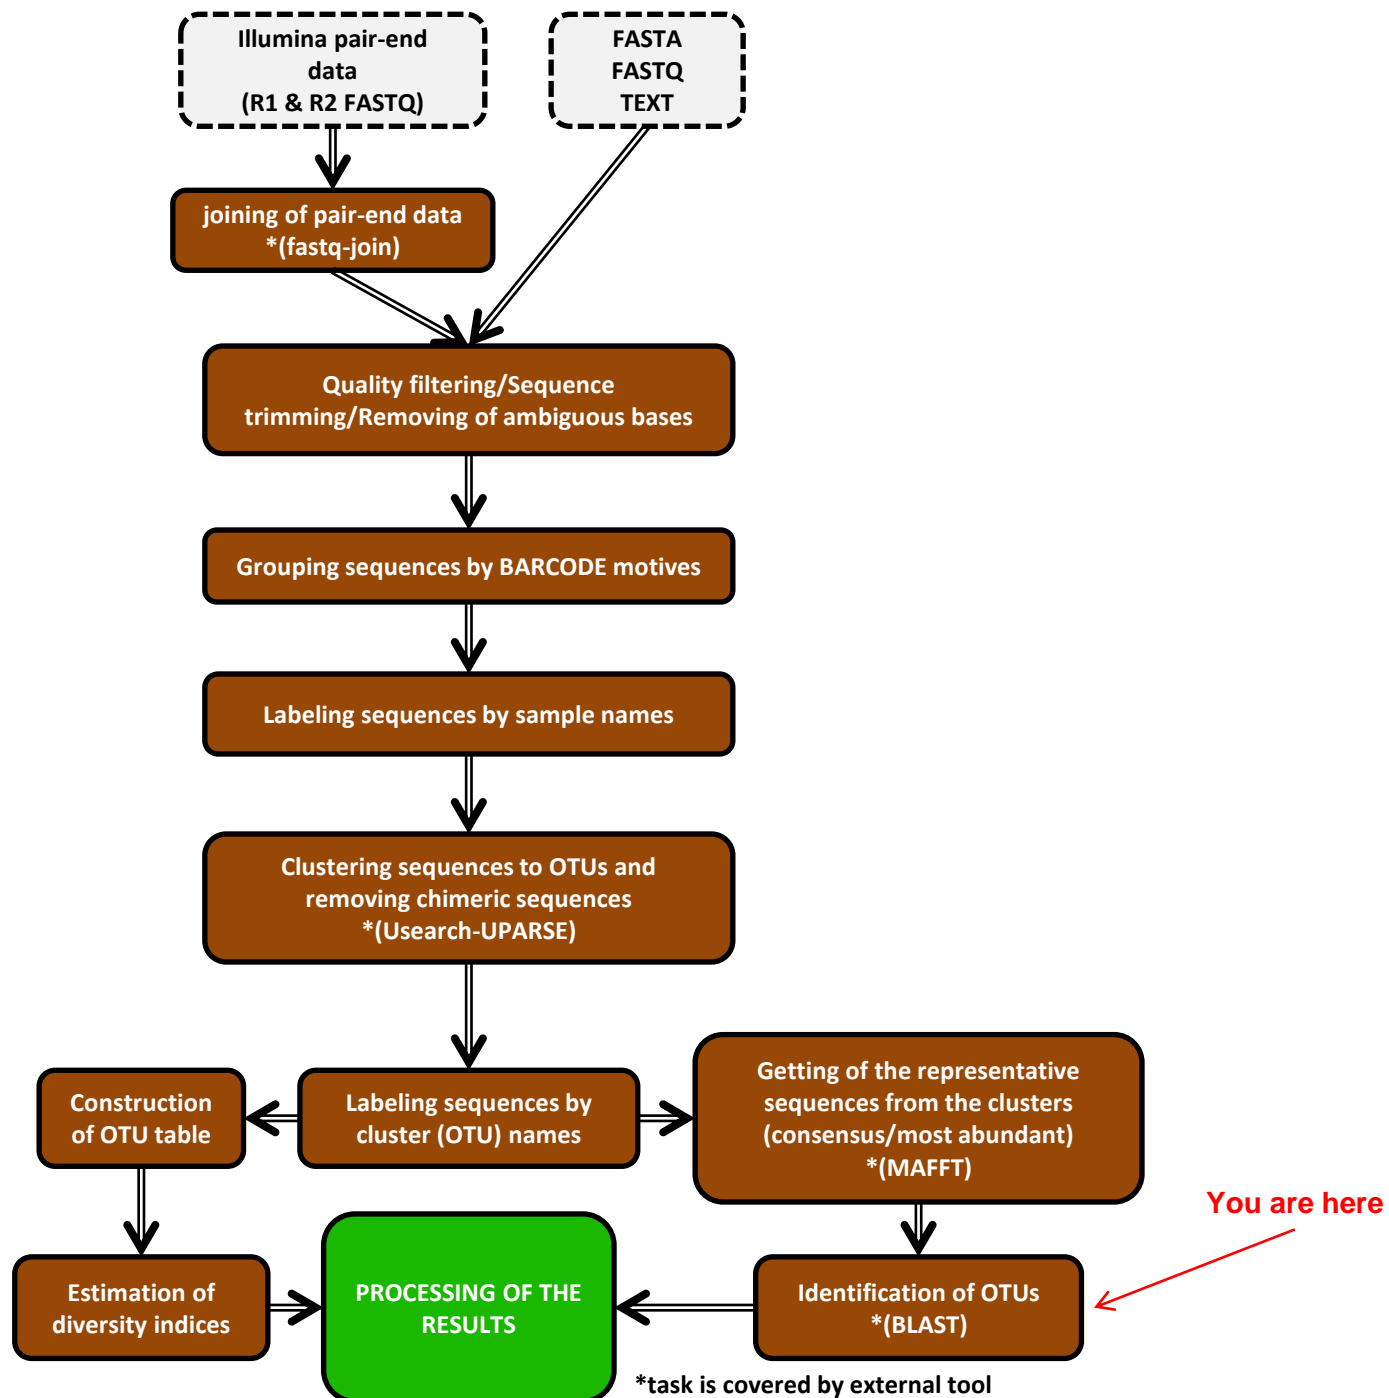 Illumina pair-end
data
(R1 & R2 FASTQ)
FASTA
FASTQ
TEXT
joining of pair-end data
*(fastq-join)
Quality filtering/Sequence
trimming/Removing of ambiguous bases
Grouping sequences by BARCODE motives
Labeling sequences by sample names
Clustering sequences to OTUs and
removing chimeric sequences
*(Usearch-UPARSE)
Construction
of OTU table
Labeling sequences by
cluster (OTU) names
Getting of the representative
sequences from the clusters
(consensus/most abundant)
*(MAFFT)
You are here
Estimation of
diversity indices
PROCESSING OF THE
RESULTS
Identification of OTUs
*(BLAST)
*task is covered by external tool